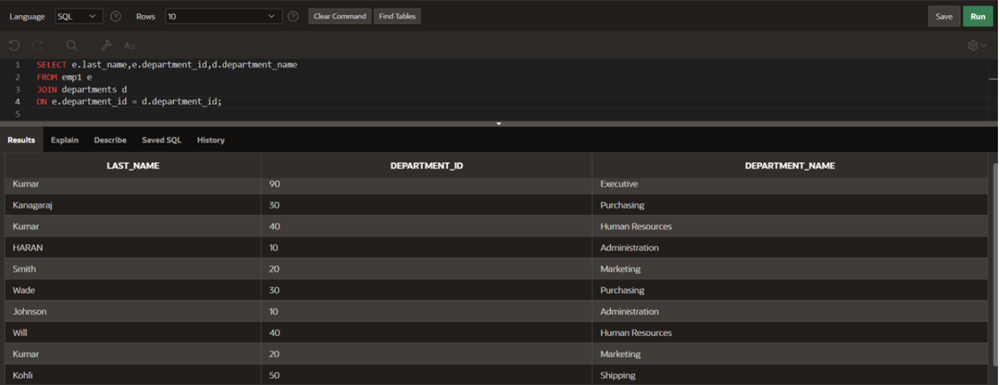 Language SQL Rows 10 Clear Command Find Tables Save Run
1 SELECT e.last_name,e.department_id,d.department_name
2 FROM emp1 e
3 JOIN departments d
4 ON e.department_id = d.department_id;
5
Results Explain Describe Saved SQL History
LAST_NAME DEPARTMENT_ID DEPARTMENT_NAME
Kumar 90 Executive
Kanagaraj 30 Purchasing
Kumar 40 Human Resources
HARAN 10 Administration
Smith 20 Marketing
Wade 30 Purchasing
Johnson 10 Administration
Will 40 Human Resources
Kumar 20 Marketing
Kohli 50 Shipping